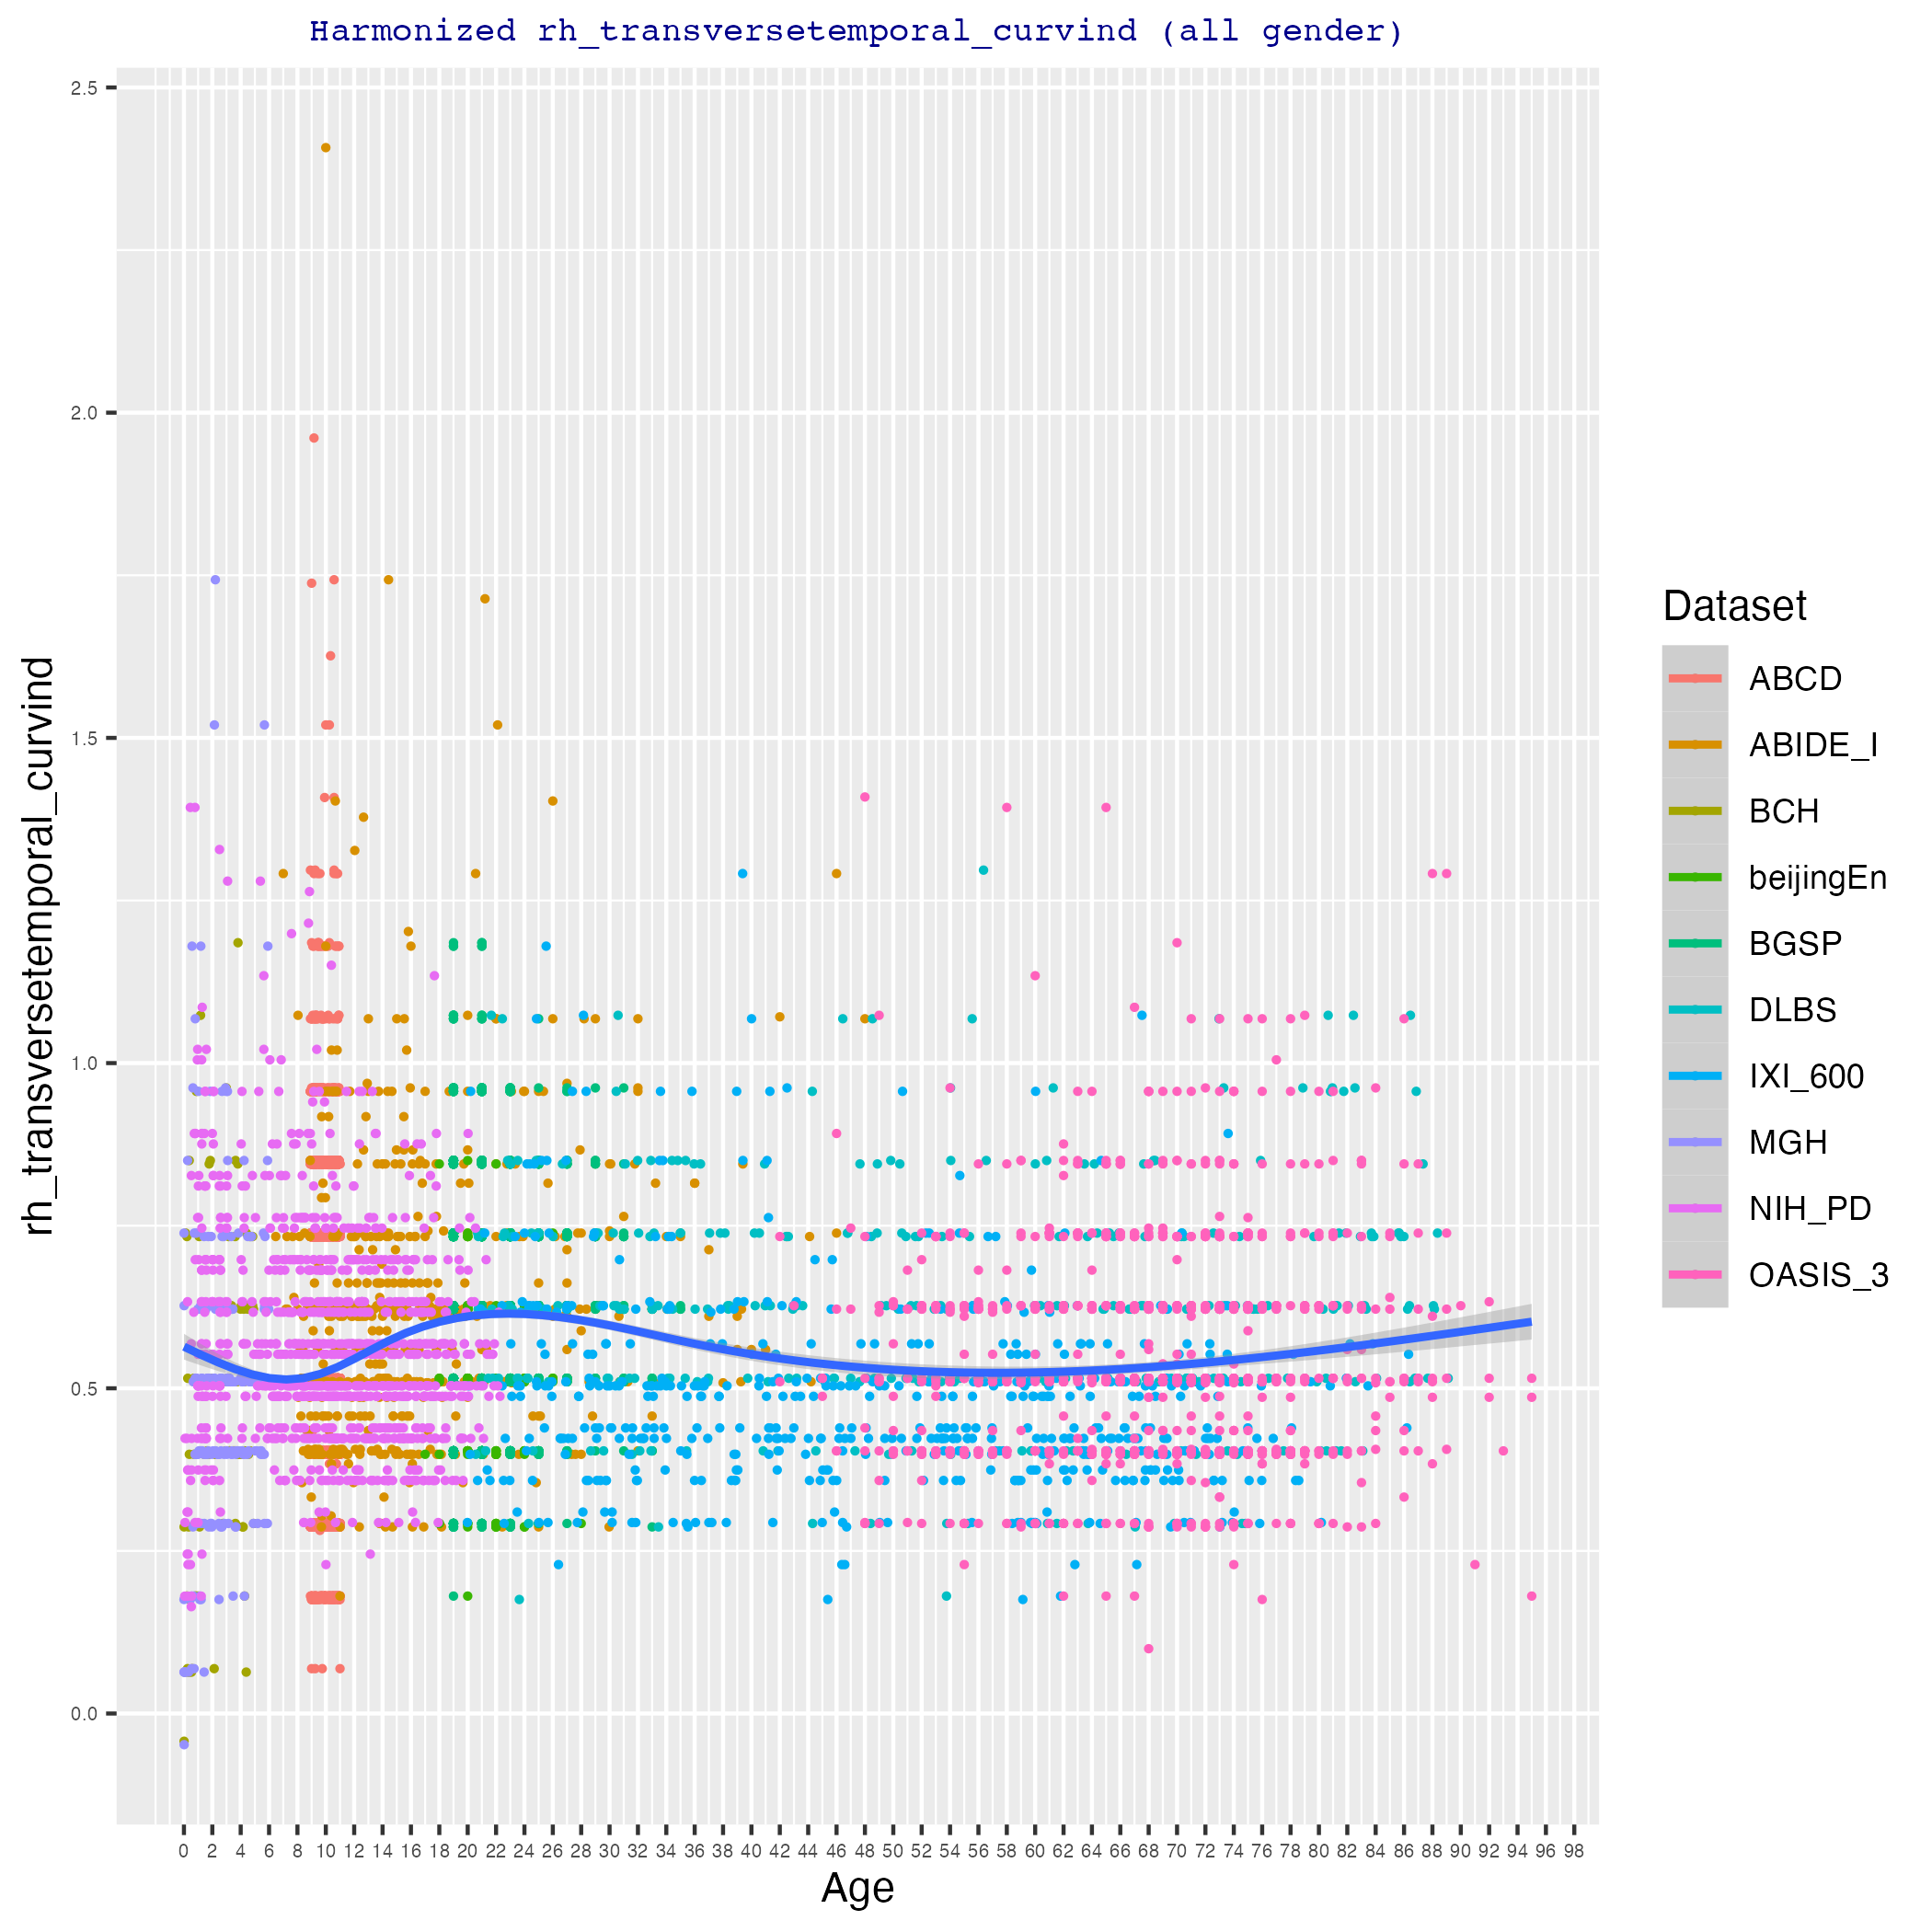 Harmonized rh_transversetemporal_curvind (all gender)
rh_transversetemporal_curvind
2.5
2.0
1.5
1.0
0.5
0.0
0 2 4 6 8 10 12 14 16 18 20 22 24 26 28 30 32 34 36 38 40 42 44 46 48 50 52 54 56 58 60 62 64 66 68 70 72 74 76 78 80 82 84 86 88 90 92 94 96 98
Age
Dataset
ABCD
ABIDE_I
BCH
beijingEn
BGSP
DLBS
IXI_600
MGH
NIH_PD
OASIS_3